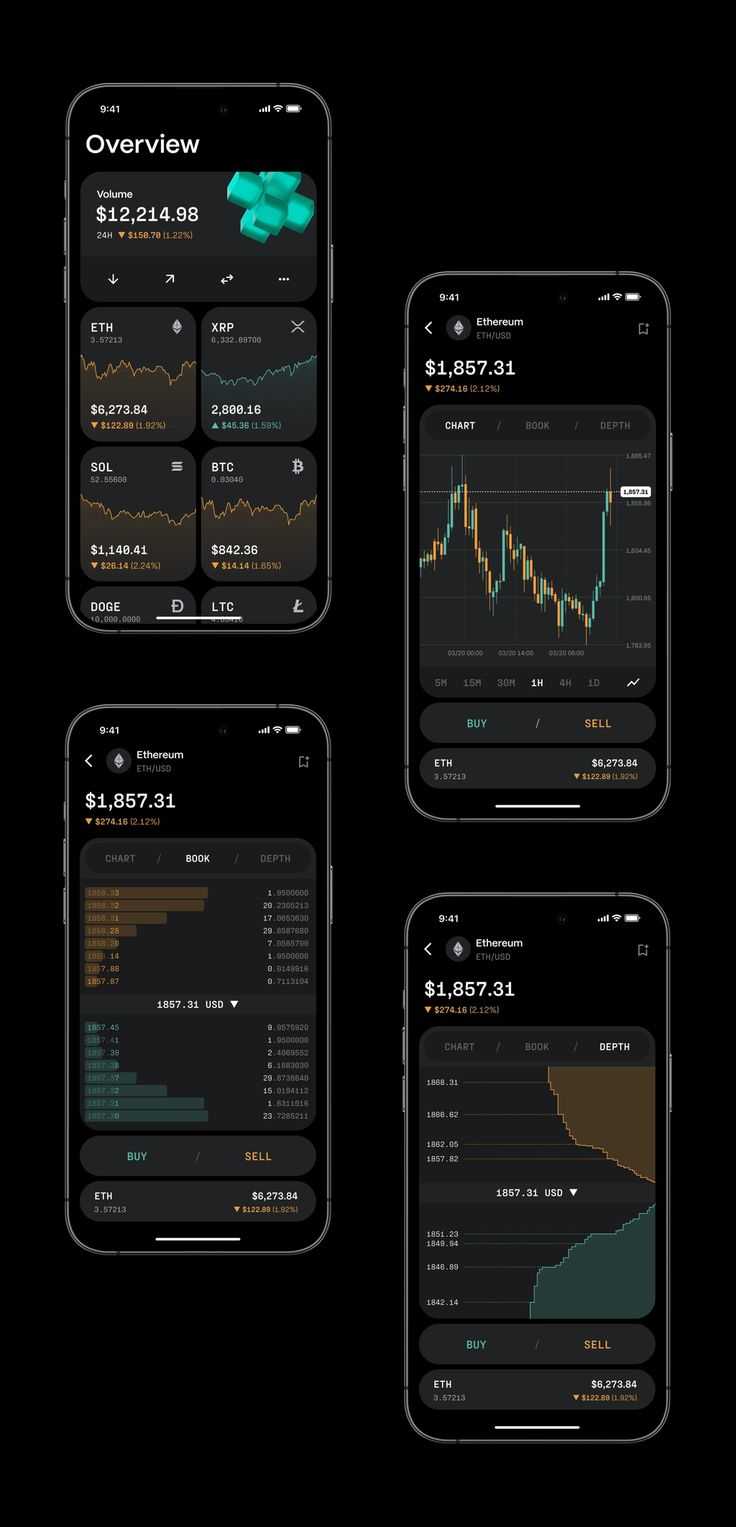 9:41
Overview
Volume
$12,214.98
24H ▼ $150.70 (1.22%)
ETH
3.57213
$6,273.84
▼ $122.89 (1.92%)
XRP
6,332.69700
2,800.16
▲ $45.36 (1.59%)
SOL
52.55600
$1,140.41
▼ $26.14 (2.24%)
BTC
0.03040
$842.36
▼ $14.14 (1.65%)
DOGE
10,000.0000
LTC
9:41
Ethereum
ETH/USD
$1,857.31
▼ $274.16 (2.12%)
CHART / BOOK / DEPTH
1,885.47
1,857.31
1,855.96
1,834.45
1,800.95
1,783.95
03/20 00:00 03/20 14:00 03/20 06:00
5M 15M 30M 1H 4H 1D
BUY / SELL
ETH $6,273.84
3.57213 ▼ $122.89 (1.92%)
9:41
Ethereum
ETH/USD
$1,857.31
▼ $274.16 (2.12%)
CHART / BOOK / DEPTH
1858.33 1.9500000
1858.32 20.2305213
1858.31 17.0653630
1858.28 29.8587680
1858.20 7.0565700
1858.14 1.9500000
1857.88 0.0149916
1857.87 0.7113104
1857.31 USD ▼
1857.45 9.9575920
1857.41 1.9500000
1857.39 2.4069552
1857.38 6.1683030
1857.37 29.8738640
1857.32 15.0194112
1857.31 1.6311016
1857.30 23.7285211
BUY / SELL
ETH $6,273.84
3.57213 ▼ $122.89 (1.92%)
9:41
Ethereum
ETH/USD
$1,857.31
▼ $274.16 (2.12%)
CHART / BOOK / DEPTH
1868.31
1866.62
1862.05
1857.82
1857.31 USD ▼
1851.23
1849.94
1846.89
1842.14
BUY / SELL
ETH $6,273.84
3.57213 ▼ $122.89 (1.92%)